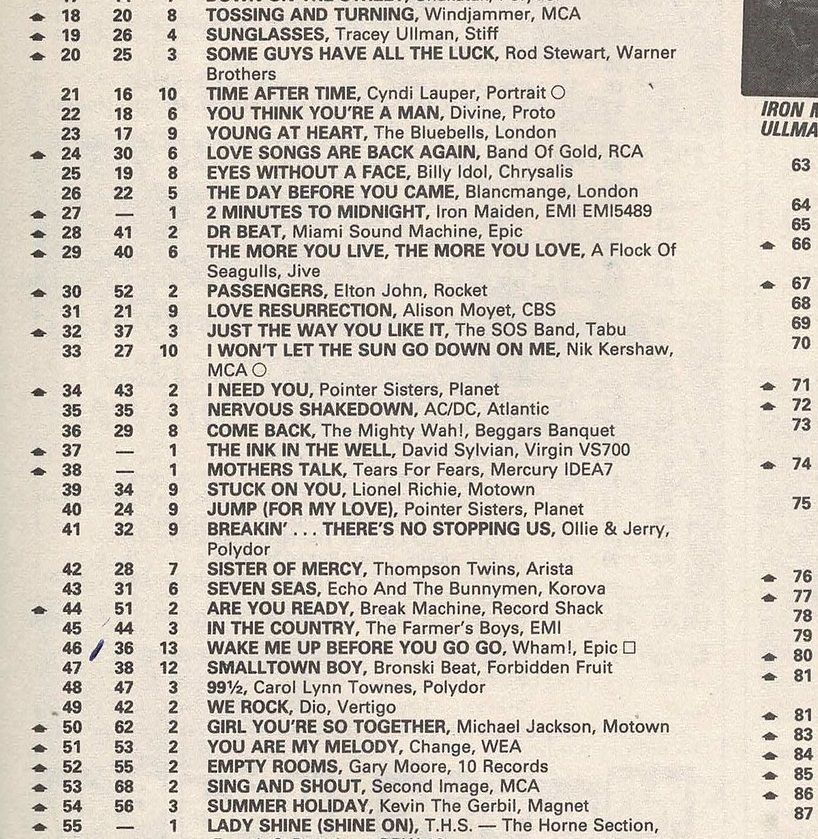 18 20 8 TOSSING AND TURNING, Windjammer, MCA
19 26 4 SUNGLASSES, Tracey Ullman, Stiff
20 25 3 SOME GUYS HAVE ALL THE LUCK, Rod Stewart, Warner
Brothers
21 16 10 TIME AFTER TIME, Cyndi Lauper, Portrait ○
22 18 6 YOU THINK YOU'RE A MAN, Divine, Proto
23 17 9 YOUNG AT HEART, The Bluebells, London
24 30 6 LOVE SONGS ARE BACK AGAIN, Band Of Gold, RCA
25 19 8 EYES WITHOUT A FACE, Billy Idol, Chrysalis
26 22 5 THE DAY BEFORE YOU CAME, Blancmange, London
27 — 1 2 MINUTES TO MIDNIGHT, Iron Maiden, EMI EMI5489
28 41 2 DR BEAT, Miami Sound Machine, Epic
29 40 6 THE MORE YOU LIVE, THE MORE YOU LOVE, A Flock Of
Seagulls, Jive
30 52 2 PASSENGERS, Elton John, Rocket
31 21 9 LOVE RESURRECTION, Alison Moyet, CBS
32 37 3 JUST THE WAY YOU LIKE IT, The SOS Band, Tabu
33 27 10 I WON'T LET THE SUN GO DOWN ON ME, Nik Kershaw,
MCA ○
34 43 2 I NEED YOU, Pointer Sisters, Planet
35 35 3 NERVOUS SHAKEDOWN, AC/DC, Atlantic
36 29 8 COME BACK, The Mighty Wah!, Beggars Banquet
37 — 1 THE INK IN THE WELL, David Sylvian, Virgin VS700
38 — 1 MOTHERS TALK, Tears For Fears, Mercury IDEA7
39 34 9 STUCK ON YOU, Lionel Richie, Motown
40 24 9 JUMP (FOR MY LOVE), Pointer Sisters, Planet
41 32 9 BREAKIN' . . . THERE'S NO STOPPING US, Ollie & Jerry,
Polydor
42 28 7 SISTER OF MERCY, Thompson Twins, Arista
43 31 6 SEVEN SEAS, Echo And The Bunnymen, Korova
44 51 2 ARE YOU READY, Break Machine, Record Shack
45 44 3 IN THE COUNTRY, The Farmer's Boys, EMI
46 36 13 WAKE ME UP BEFORE YOU GO GO, Wham!, Epic □
47 38 12 SMALLTOWN BOY, Bronski Beat, Forbidden Fruit
48 47 3 99½, Carol Lynn Townes, Polydor
49 42 2 WE ROCK, Dio, Vertigo
50 62 2 GIRL YOU'RE SO TOGETHER, Michael Jackson, Motown
51 53 2 YOU ARE MY MELODY, Change, WEA
52 55 2 EMPTY ROOMS, Gary Moore, 10 Records
53 68 2 SING AND SHOUT, Second Image, MCA
54 56 3 SUMMER HOLIDAY, Kevin The Gerbil, Magnet
55 — 1 LADY SHINE (SHINE ON), T.H.S. — The Horne Section,
IRON
ULLMA
63
64
65
66
67
68
69
70
71
72
73
74
75
76
77
78
79
80
81
81
83
84
85
86
87